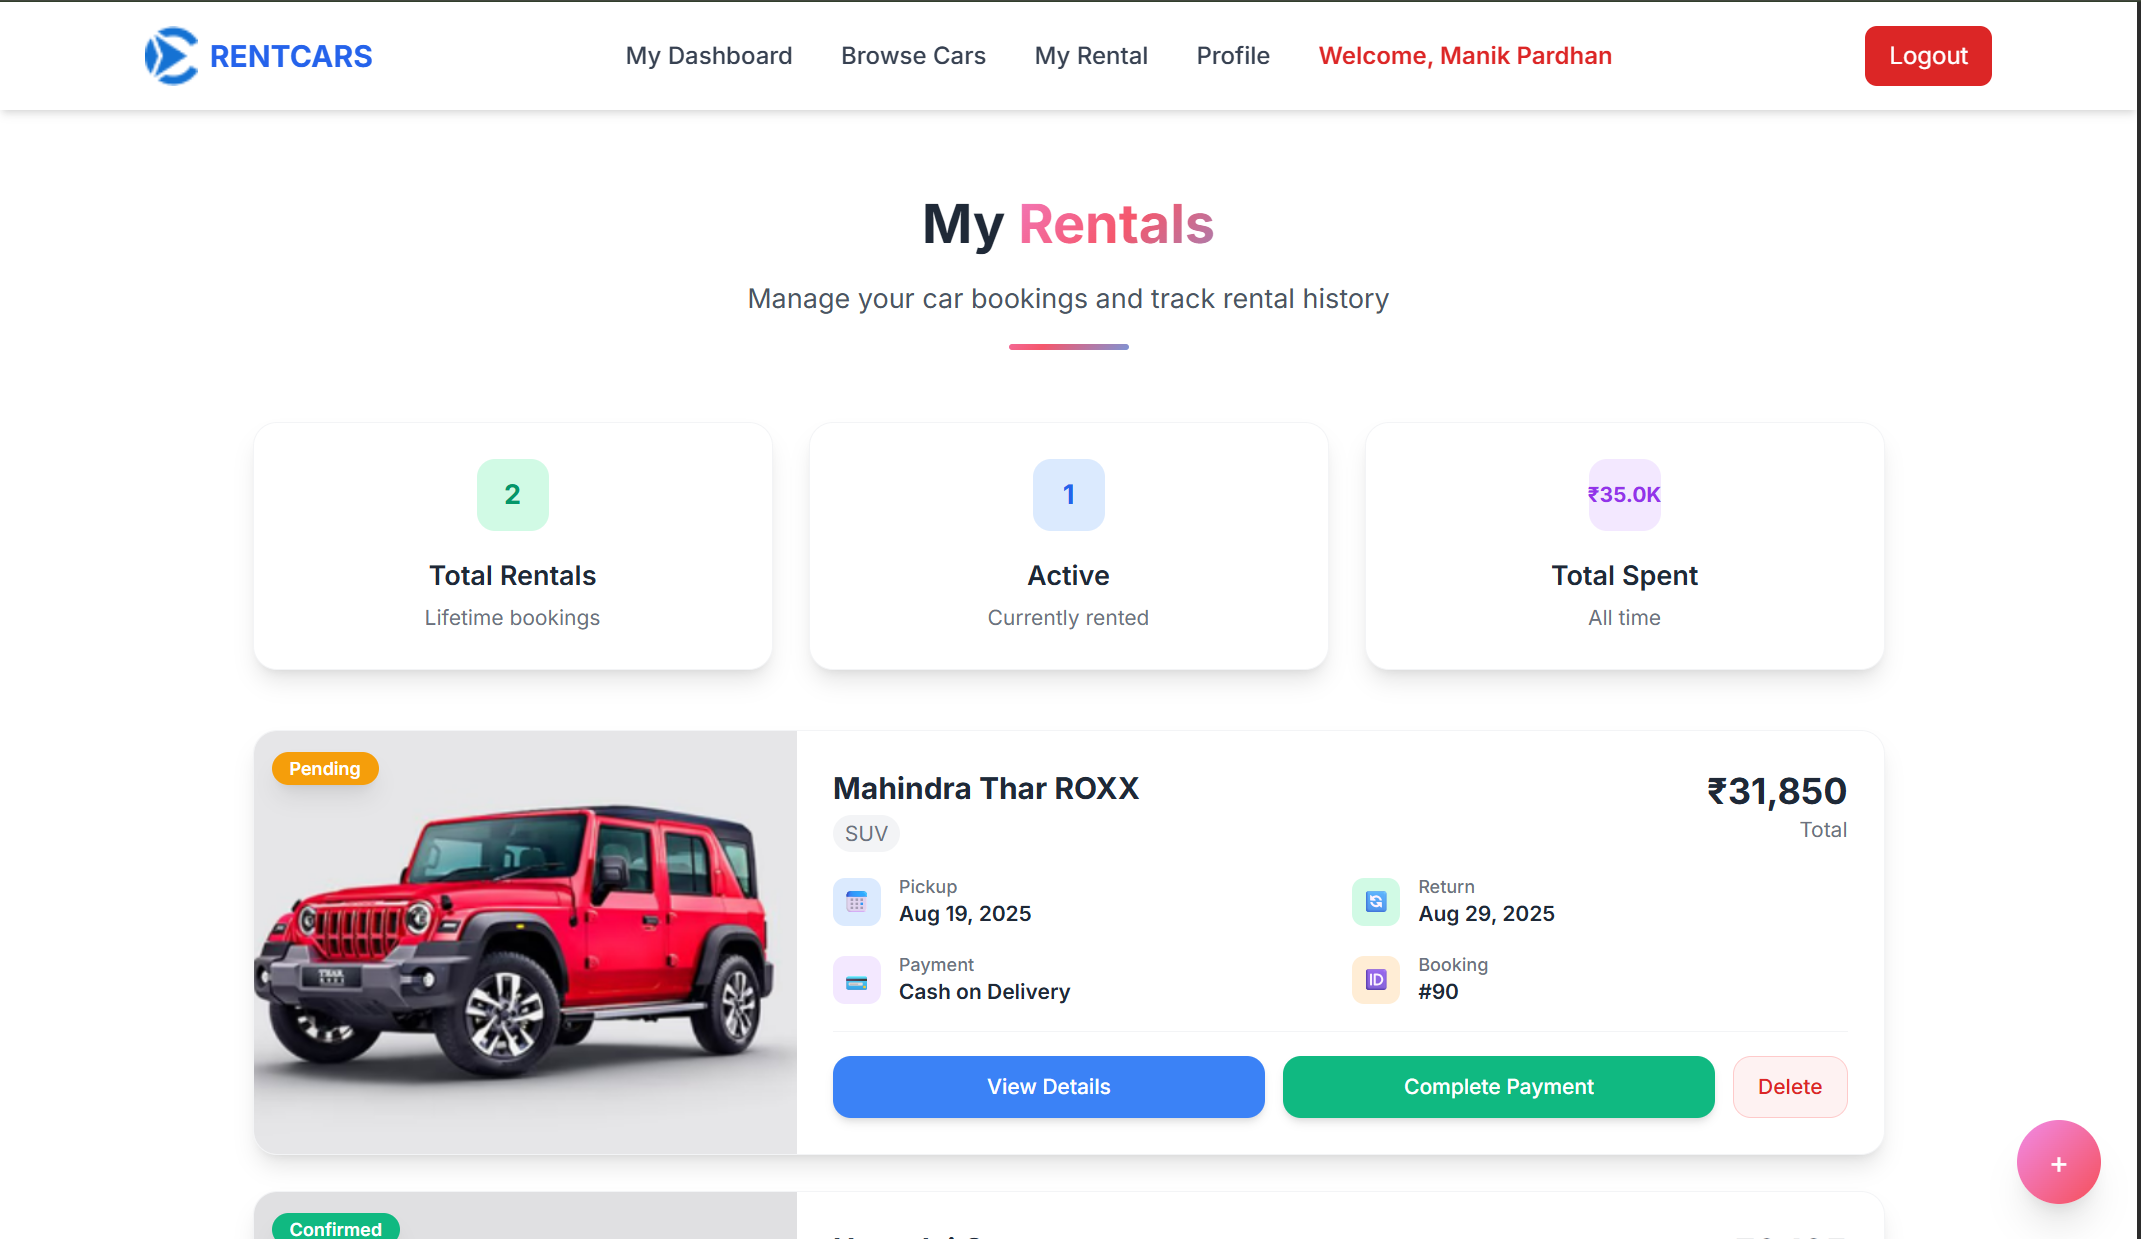 RENTCARS
My Dashboard
Browse Cars
My Rental
Profile
Welcome, Manik Pardhan
Logout
My Rentals
Manage your car bookings and track rental history
2
Total Rentals
Lifetime bookings
1
Active
Currently rented
₹35.0K
Total Spent
All time
Pending
THAR
Mahindra Thar ROXX
₹31,850
SUV
Total
Pickup
Aug 19, 2025
Return
Aug 29, 2025
Payment
Cash on Delivery
ID
Booking
#90
View Details
Complete Payment
Delete
+
Confirmed